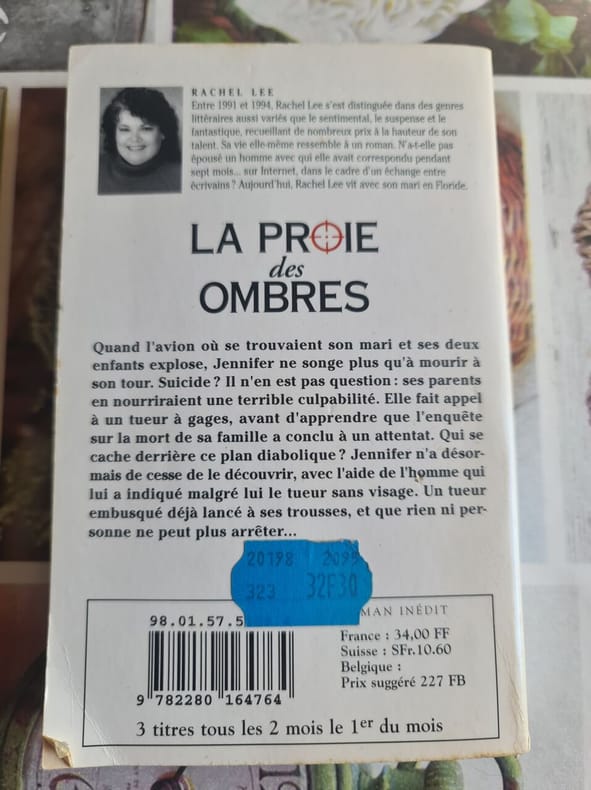 RACHEL LEE
Entre 1991 et 1994, Rachel Lee s'est distinguée dans des genres
littéraires aussi variés que le sentimental, le suspense et le
fantastique, recueillant de nombreux prix à la hauteur de son
talent. Sa vie elle-même ressemble à un roman. N'a-t-elle pas
épousé un homme avec qui elle avait correspondu pendant
sept mois... sur Internet, dans le cadre d'un échange entre
écrivains ? Aujourd'hui, Rachel Lee vit avec son mari en Floride.
LA PROIE
des
OMBRES
Quand l'avion où se trouvaient son mari et ses deux
enfants explose, Jennifer ne songe plus qu'à mourir à
son tour. Suicide ? Il n'en est pas question : ses parents
en nourriraient une terrible culpabilité. Elle fait appel
à un tueur à gages, avant d'apprendre que l'enquête
sur la mort de sa famille a conclu à un attentat. Qui se
cache derrière ce plan diabolique ? Jennifer n'a désor-
mais de cesse de le découvrir, avec l'aide de l'homme qui
lui a indiqué malgré lui le tueur sans visage. Un tueur
embusqué déjà lancé à ses trousses, et que rien ni per-
sonne ne peut plus arrêter...
20198
323 32F30
MAN INÉDIT
98.01.57.5
France : 34,00 FF
Suisse : SFr.10.60
Belgique :
Prix suggéré 227 FB
9 782280 164764
3 titres tous les 2 mois le 1er du mois